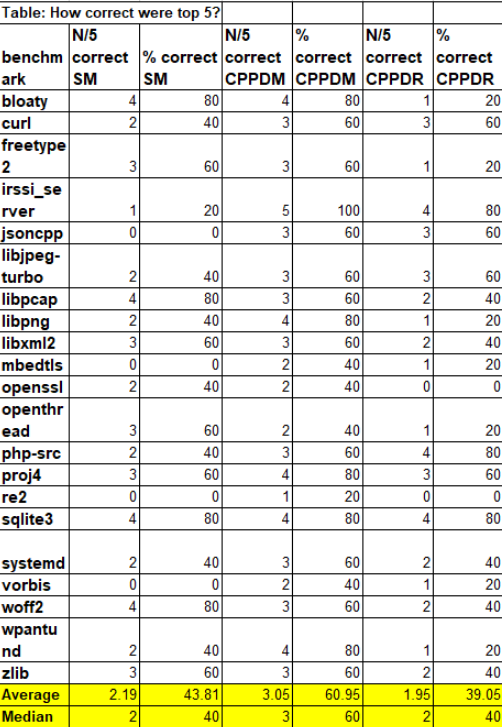 Table: How correct were top 5?
benchmark N/5 correct SM % correct SM N/5 correct CPPDM % correct CPPDM N/5 correct CPPDR % correct CPPDR
bloaty 4 80 4 80 1 20
curl 2 40 3 60 3 60
freetype2 3 60 3 60 1 20
irssi_server 1 20 5 100 4 80
jsoncpp 0 0 3 60 3 60
libjpeg-turbo 2 40 3 60 3 60
libpcap 4 80 3 60 2 40
libpng 2 40 4 80 1 20
libxml2 3 60 3 60 2 40
mbedtls 0 0 2 40 1 20
openssl 2 40 2 40 0 0
openthread 3 60 2 40 1 20
php-src 2 40 3 60 4 80
proj4 3 60 4 80 3 60
re2 0 0 1 20 0 0
sqlite3 4 80 4 80 4 80
systemd 2 40 3 60 2 40
vorbis 0 0 2 40 1 20
woff2 4 80 3 60 2 40
wpantund 2 40 4 80 1 20
zlib 3 60 3 60 2 40
Average 2.19 43.81 3.05 60.95 1.95 39.05
Median 2 40 3 60 2 40